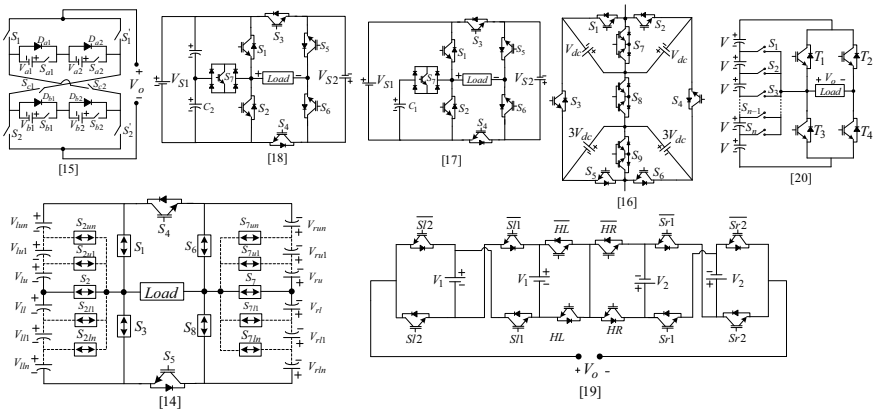 S1 Da1 Da2 S1'
Va1 Sa1 Va2 Sa2
Sc1 Sc2
Db1 Db2
Vb1 Sb1 Vb2 Sb2
S2 S2'
+ Vo -
[15]
S3
S1 S5
VS1 S7 + Load - VS2
C2 S2 S6
S4
[18]
S3
S1 S5
VS1 S7 + Load - VS2
C1 S2 S6
S4
[17]
S1 S2
Vdc S7 Vdc
S3 S8 S4
3Vdc S9 3Vdc
S5 S6
[16]
V S1 T1 T2
V S2
V S3 + Vo -
Load
Sn-1
V Sn T3 T4
V
[20]
S4
Vlun S2un S1 S6 S7un Vrun
Vlu1 S2u1 S7u1 Vru1
Vlu S2 Load S7 Vru
Vll S2l1 S3 S8 S7l1 Vrl
Vll1 S2ln S7ln Vrl1
Vlln Vrln
S5
[14]
Sl2 Sl1 HL HR Sr1 Sr2
V1 V1 V2 V2
Sl2 Sl1 HL HR Sr1 Sr2
+ Vo -
[19]